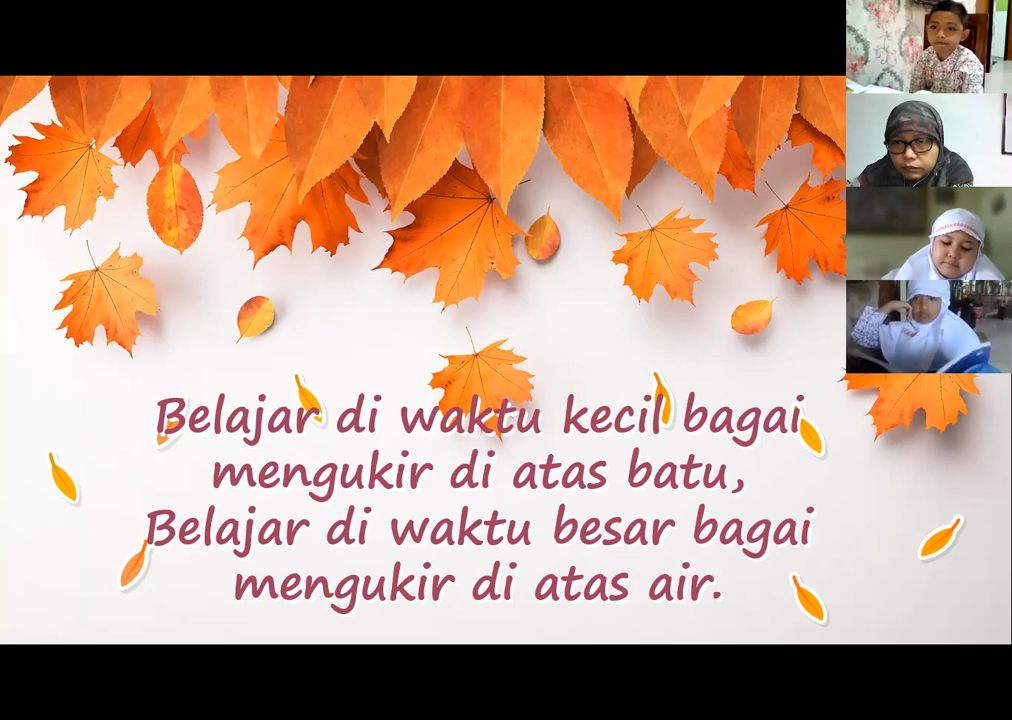 Belajar di waktu kecil bagai
mengukir di atas batu,
Belajar di waktu besar bagai
mengukir di atas air.